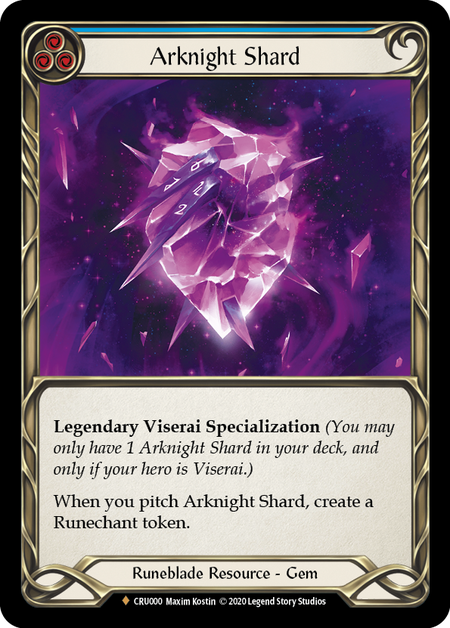 Arknight Shard
Legendary Viserai Specialization (You may
only have 1 Arknight Shard in your deck, and
only if your hero is Viserai.)
When you pitch Arknight Shard, create a
Runechant token.
Runeblade Resource - Gem
CRU000 Maxim Kostin © 2020 Legend Story Studios